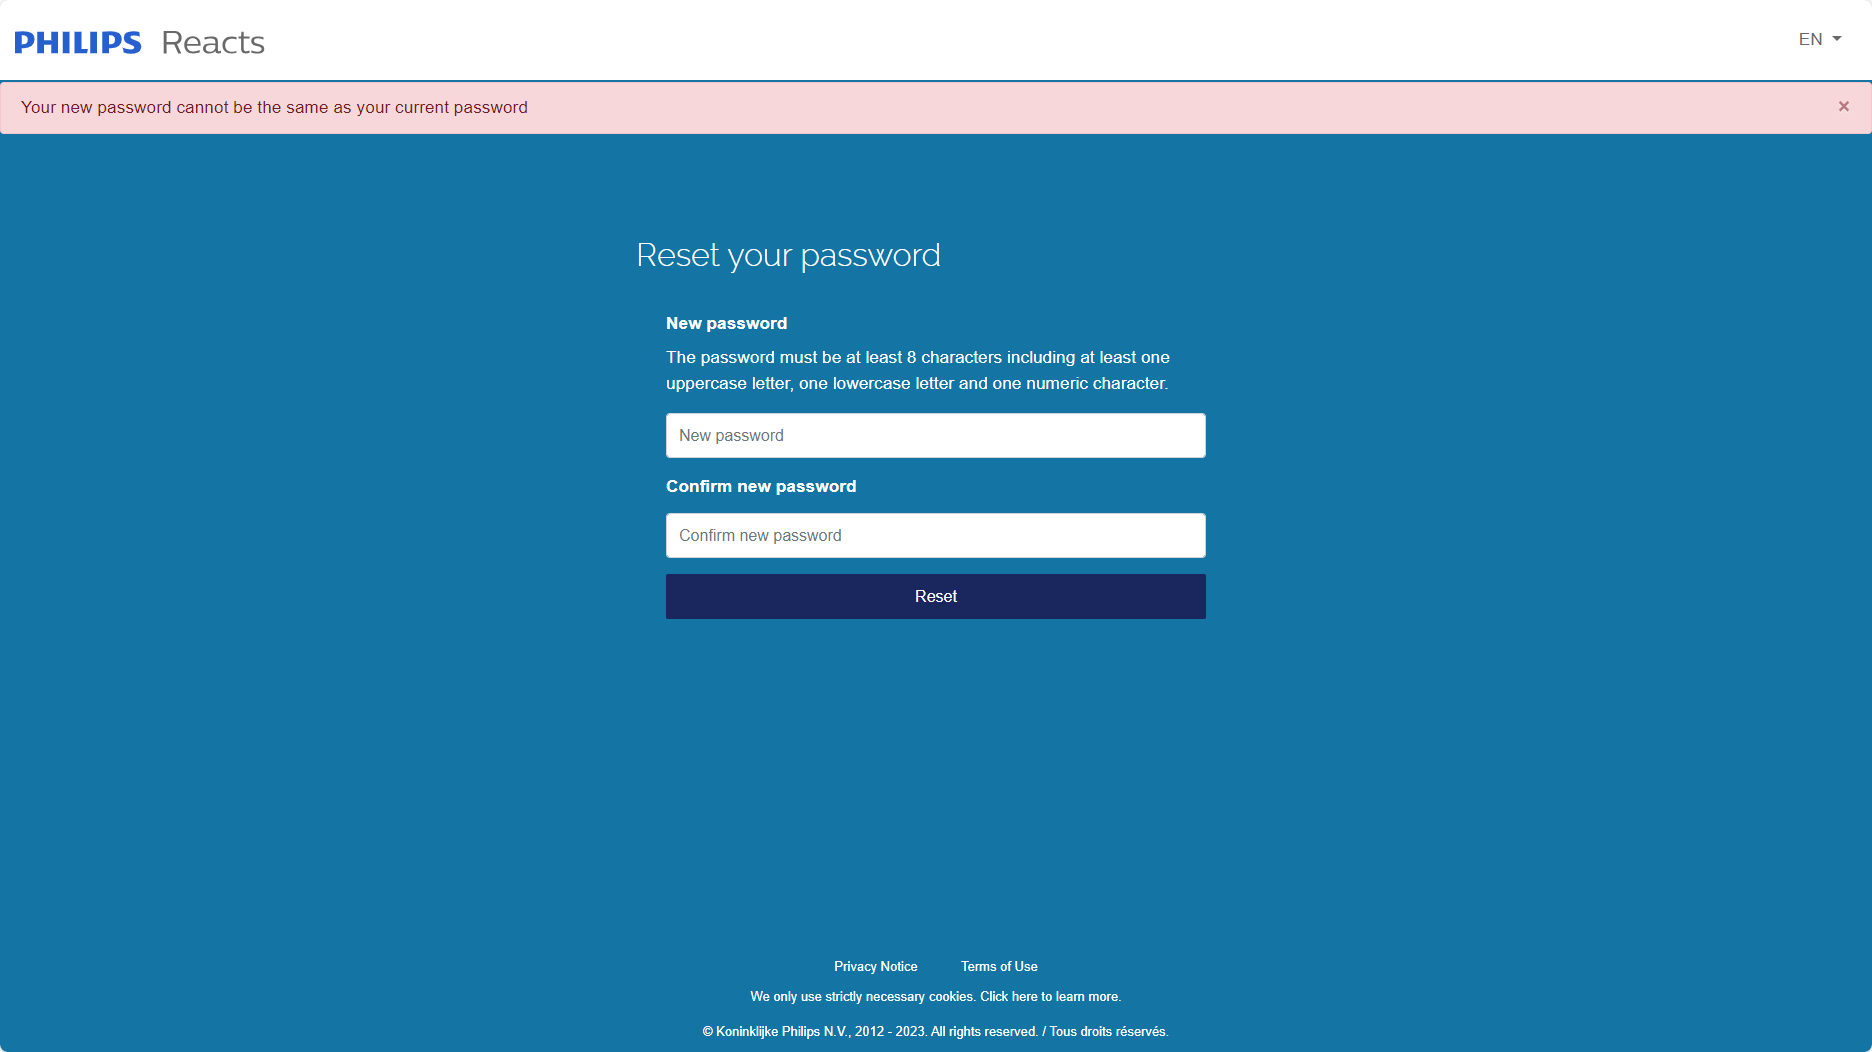 PHILIPS Reacts
EN
Your new password cannot be the same as your current password
×
Reset your password
New password
The password must be at least 8 characters including at least one
uppercase letter, one lowercase letter and one numeric character.
New password
Confirm new password
Confirm new password
Reset
Privacy Notice Terms of Use
We only use strictly necessary cookies. Click here to learn more.
© Koninklijke Philips N.V., 2012 - 2023. All rights reserved. / Tous droits réservés.